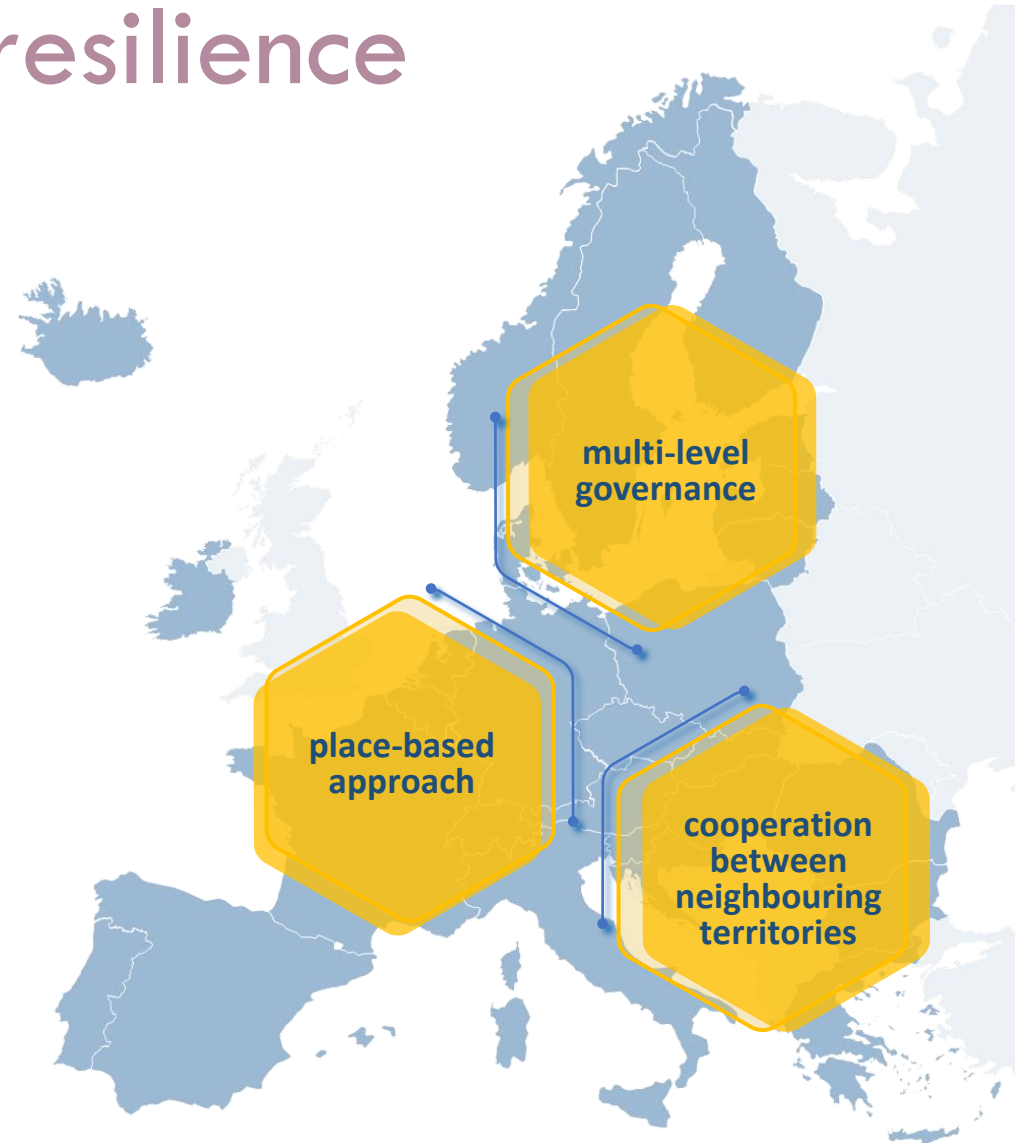 resilience
multi-level
governance
place-based
approach
cooperation
between
neighbouring
territories